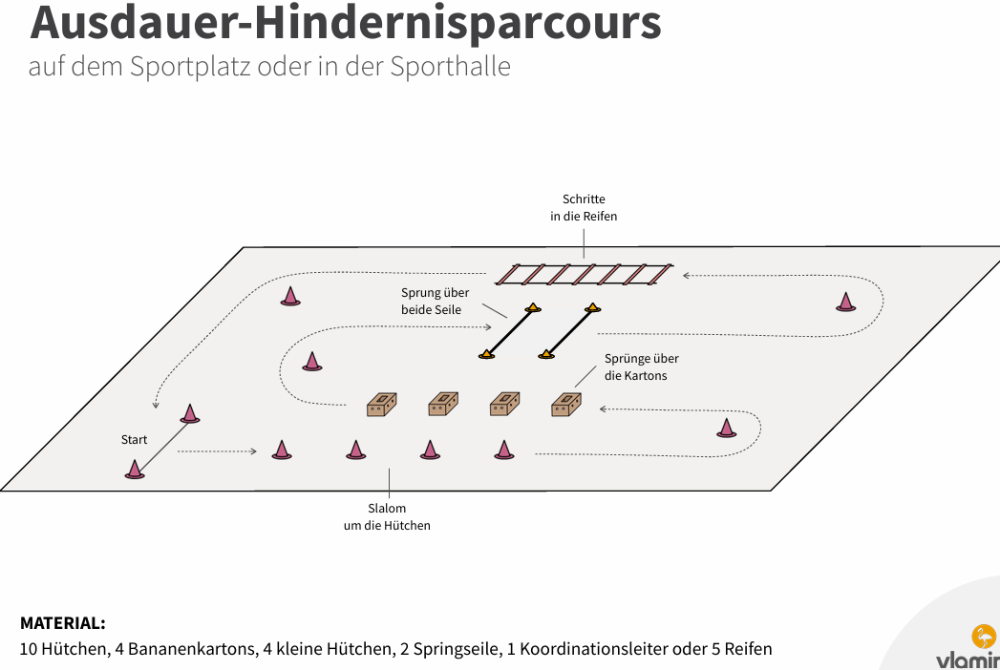 Ausdauer-Hindernisparcours
auf dem Sportplatz oder in der Sporthalle
Schritte
in die Reifen
Sprung über
beide Seile
Sprünge über
die Kartons
Start
Slalom
um die Hütchen
MATERIAL:
10 Hütchen, 4 Bananenkartons, 4 kleine Hütchen, 2 Springseile, 1 Koordinationsleiter oder 5 Reifen